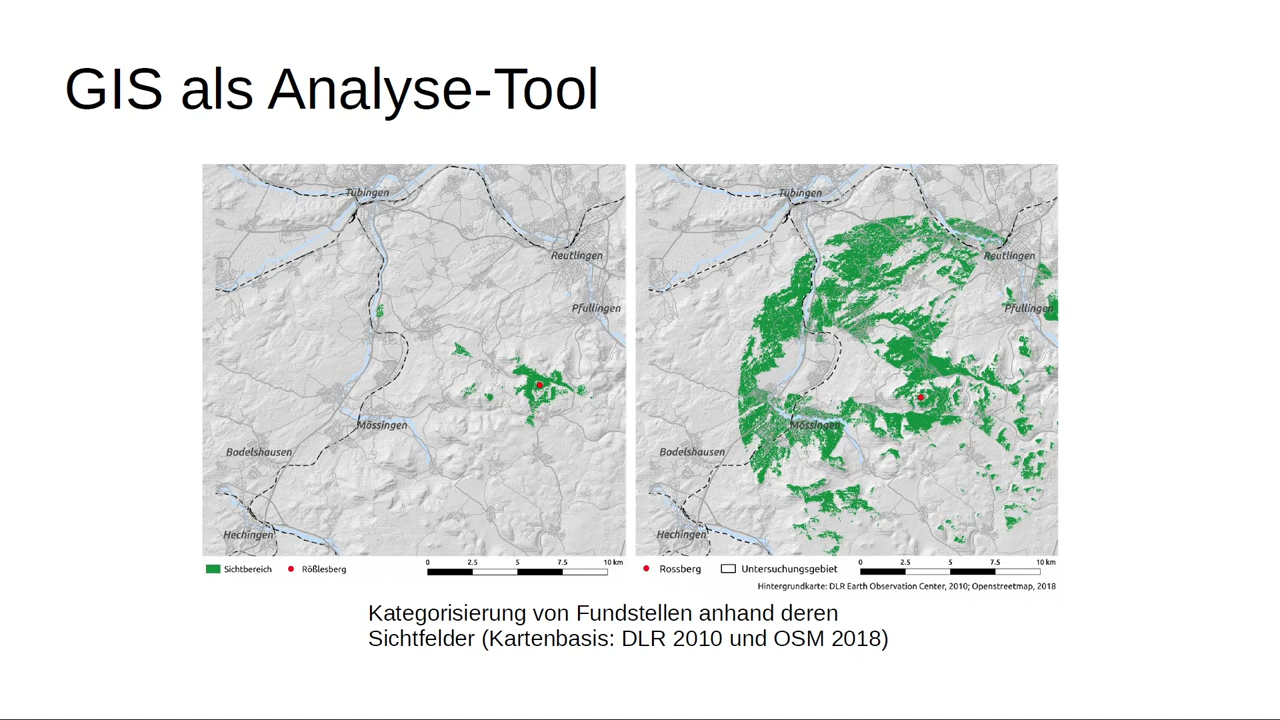 GIS als Analyse-Tool
Tübingen
Reutlingen
Pfullingen
Mössingen
Bodelshausen
Hechingen
Sichtbereich
Rößlesberg
0 2.5 5 7.5 10 km
Tübingen
Reutlingen
Pfullingen
Mössingen
Bodelshausen
Hechingen
Rossberg
Untersuchungsgebiet
0 2.5 5 7.5 10 km
Hintergrundkarte: DLR Earth Observation Center, 2010; Openstreetmap, 2018
Kategorisierung von Fundstellen anhand deren
Sichtfelder (Kartenbasis: DLR 2010 und OSM 2018)